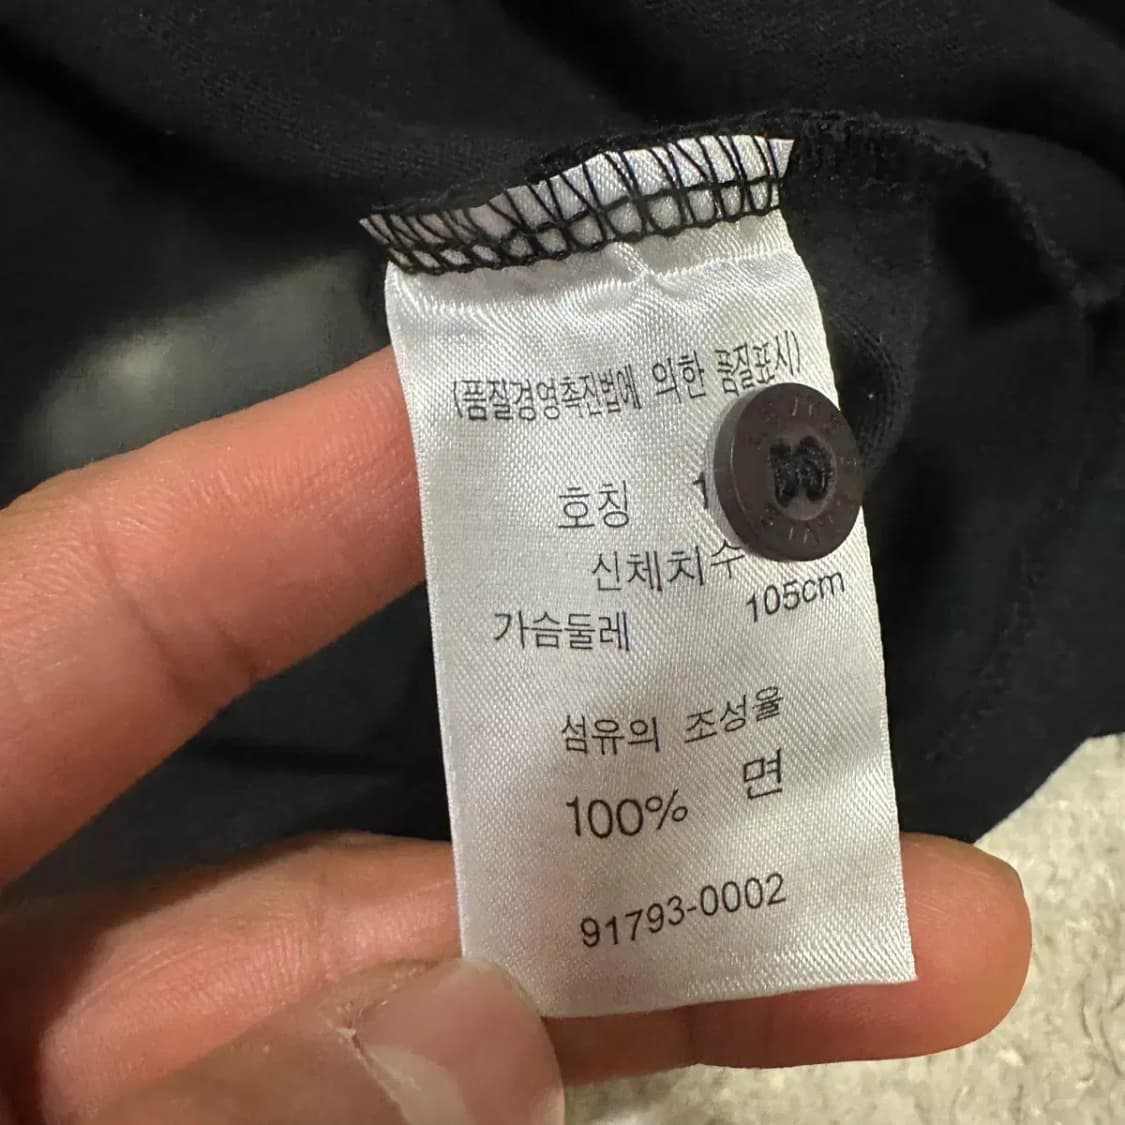 (품질경영촉진법에 의한 품질표시)
호칭
신체치수
가슴둘레 105cm
섬유의 조성율
100% 면
91793-0002